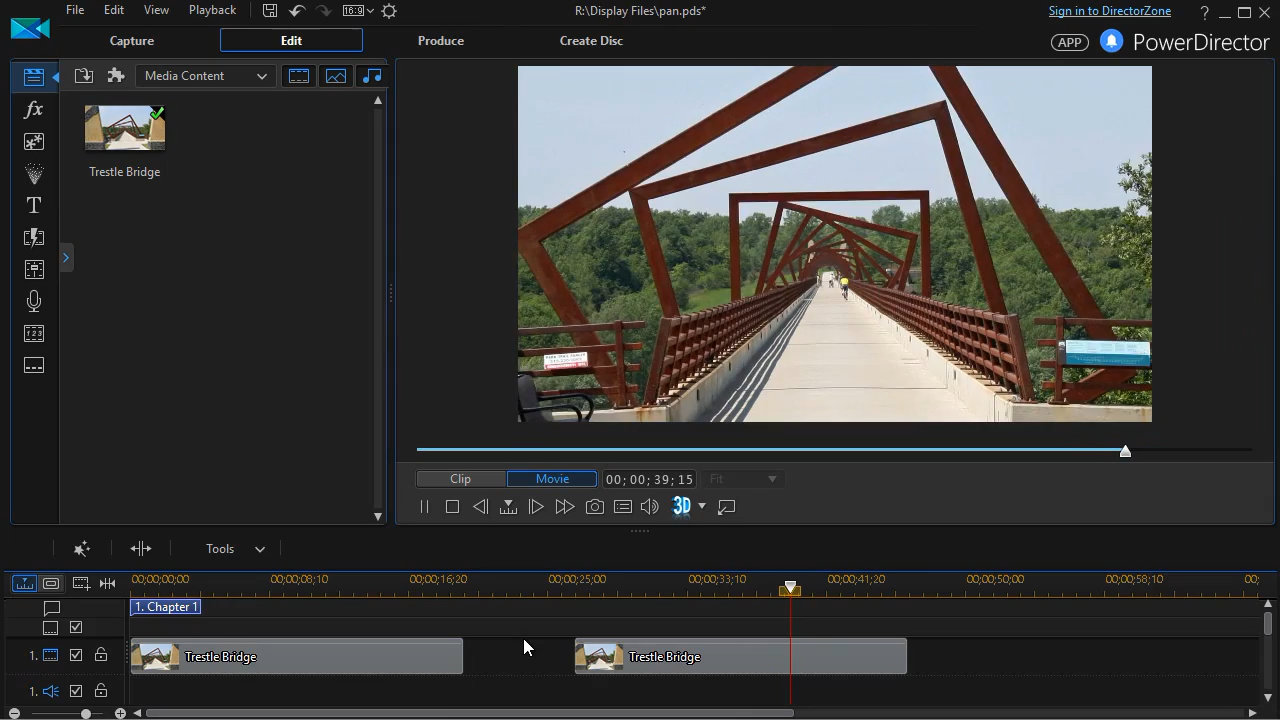 File Edit View Playback 16:9 R:\Display Files\pan.pds* Sign in to DirectorZone ?
Capture Edit Produce Create Disc APP PowerDirector
Media Content
fx
Trestle Bridge
T
123
Clip Movie 00;00;39;15 Fit
3D
Tools
00;00;00;00 00;00;08;10 00;00;16;20 00;00;25;00 00;00;33;10 00;00;41;20 00;00;50;00 00;00;58;10 00;
1. Chapter 1
1. Trestle Bridge Trestle Bridge
1.